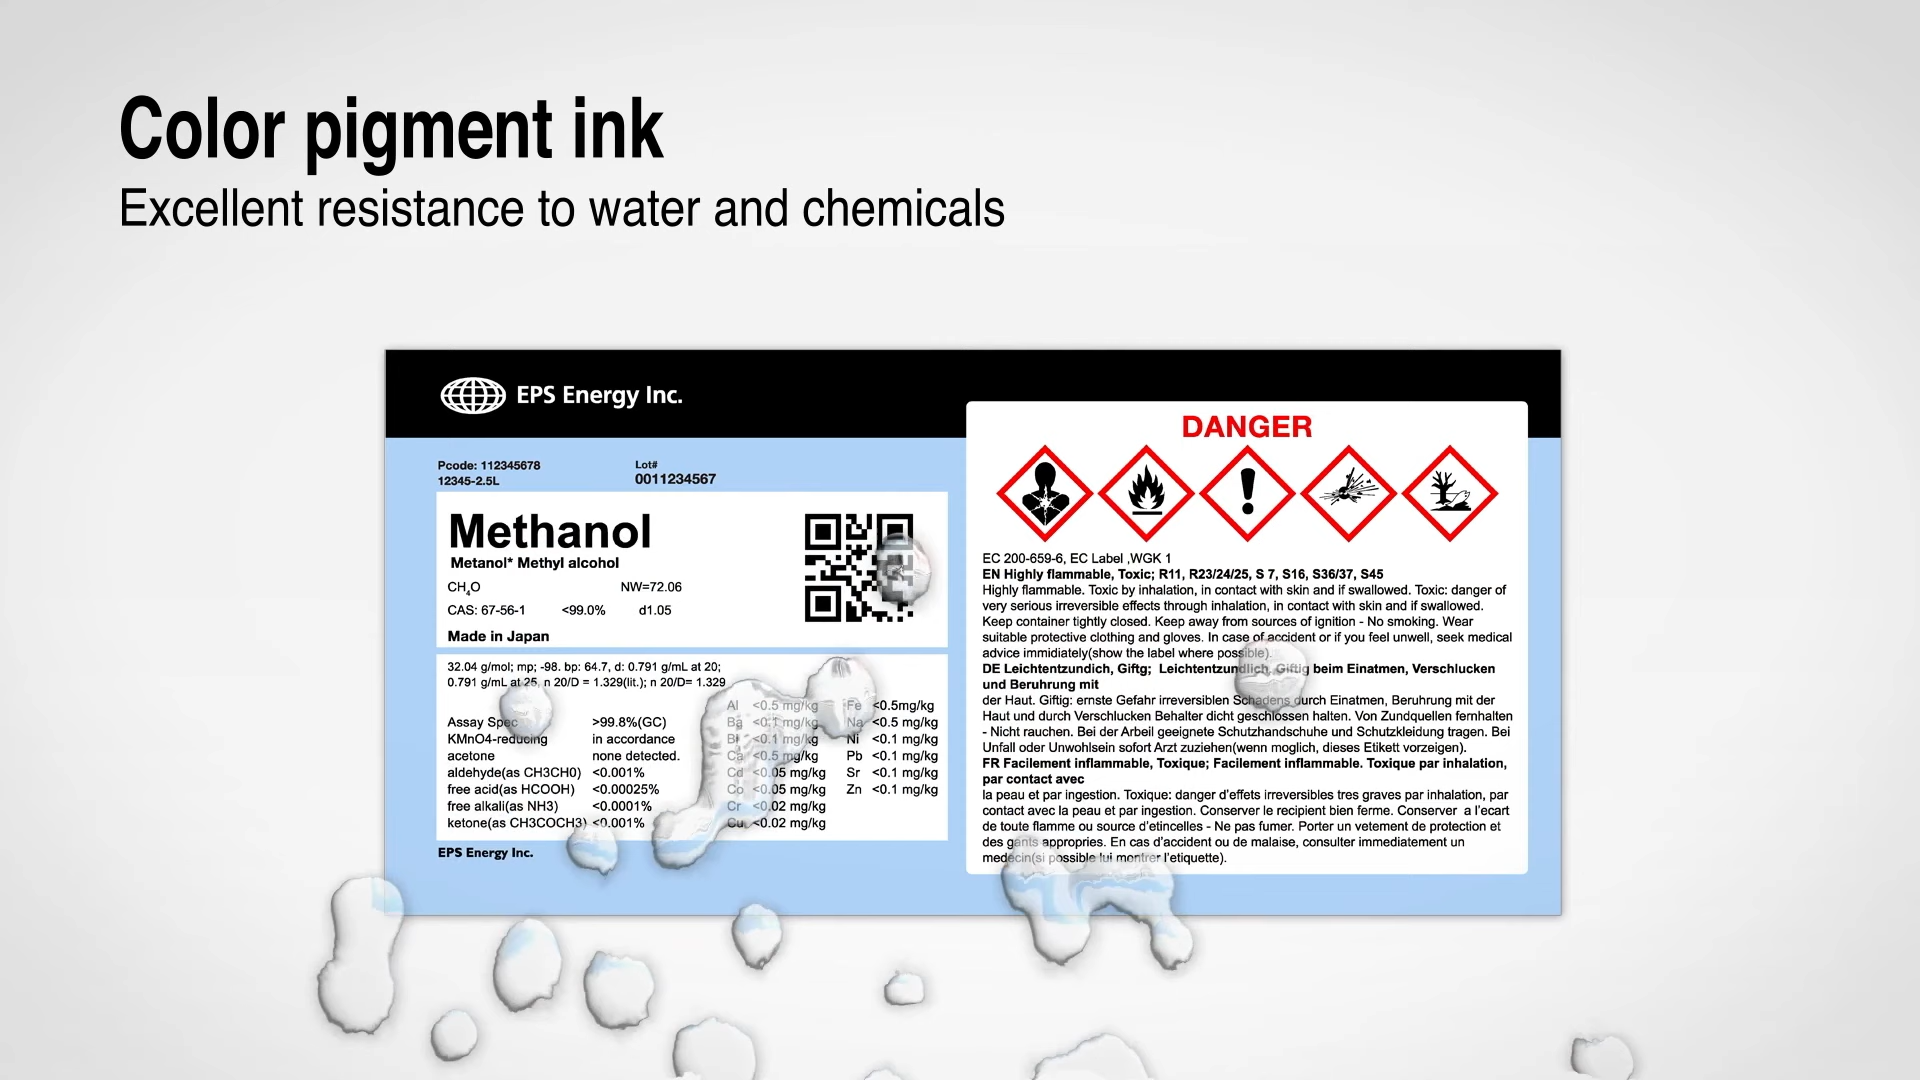 Color pigment ink
Excellent resistance to water and chemicals
EPS Energy Inc.
Pcode: 112345678
12345-2.5L
Lot#
0011234567
Methanol
Metanol* Methyl alcohol
CH4O NW=72.06
CAS: 67-56-1 <99.0% d1.05
Made in Japan
32.04 g/mol; mp; -98. bp: 64.7, d: 0.791 g/mL at 20;
0.791 g/mL at 25, n 20/D = 1.329(lit.); n 20/D= 1.329
Assay Spec >99.8%(GC)
KMnO4-reducing in accordance
acetone none detected.
aldehyde(as CH3CH0) <0.001%
free acid(as HCOOH) <0.00025%
free alkali(as NH3) <0.0001%
ketone(as CH3COCH3) <0.001%
Al <0.5 mg/kg Fe <0.5mg/kg
Ba <0.1 mg/kg Na <0.5 mg/kg
BI <0.1 mg/kg Ni <0.1 mg/kg
Ca <0.5 mg/kg Pb <0.1 mg/kg
Cd <0.05 mg/kg Sr <0.1 mg/kg
Co <0.05 mg/kg Zn <0.1 mg/kg
Cr <0.02 mg/kg
Cu <0.02 mg/kg
EPS Energy Inc.
DANGER
EC 200-659-6, EC Label ,WGK 1
EN Highly flammable, Toxic; R11, R23/24/25, S 7, S16, S36/37, S45
Highly flammable. Toxic by inhalation, in contact with skin and if swallowed. Toxic: danger of
very serious irreversible effects through inhalation, in contact with skin and if swallowed.
Keep container tightly closed. Keep away from sources of ignition - No smoking. Wear
suitable protective clothing and gloves. In case of accident or if you feel unwell, seek medical
advice immidiately(show the label where possible).
DE Leichtentzundich, Giftg; Leichtentzundlich, Giftig beim Einatmen, Verschlucken
und Beruhrung mit
der Haut. Giftig: ernste Gefahr irreversiblen Schadens durch Einatmen, Beruhrung mit der
Haut und durch Verschlucken Behalter dicht geschlossen halten. Von Zundquellen fernhalten
- Nicht rauchen. Bei der Arbeil geeignete Schutzhandschuhe und Schutzkleidung tragen. Bei
Unfall oder Unwohlsein sofort Arzt zuziehen(wenn moglich, dieses Etikett vorzeigen).
FR Facilement inflammable, Toxique; Facilement inflammable. Toxique par inhalation,
par contact avec
la peau et par ingestion. Toxique: danger d'effets irreversibles tres graves par inhalation, par
contact avec la peau et par ingestion. Conserver le recipient bien ferme. Conserver a l'ecart
de toute flamme ou source d'etincelles - Ne pas fumer. Porter un vetement de protection et
des gants appropries. En cas d'accident ou de malaise, consulter immediatement un
medecin(si possible lui montrer l'etiquette).